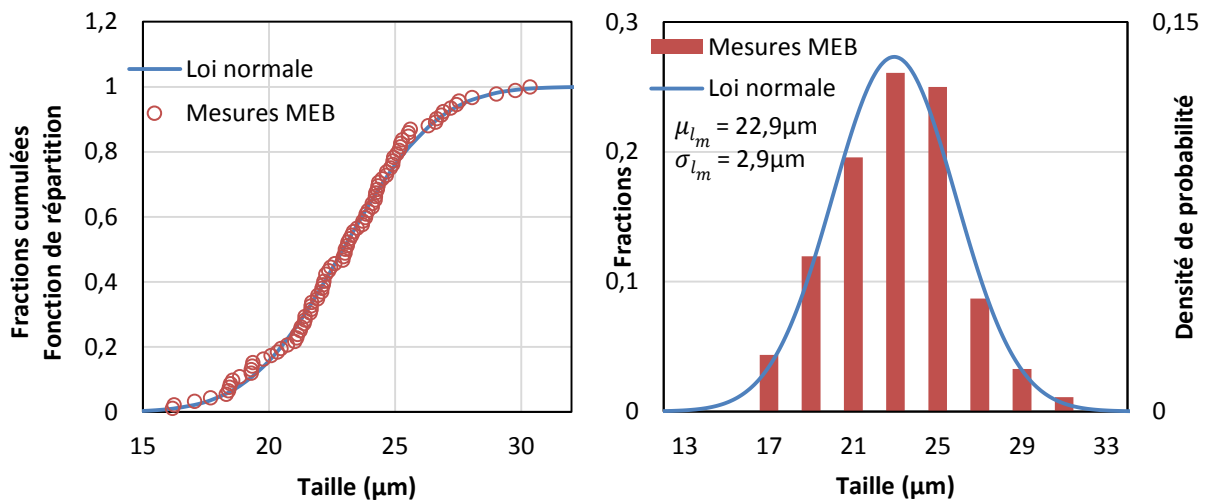 Fractions cumulées
Fonction de répartition
1,2
1
0,8
0,6
0,4
0,2
0
15
20
25
30
Taille (µm)
Loi normale
Mesures MEB
Fractions
0,3
0,2
0,1
0
Mesures MEB
Loi normale
μlm = 22,9µm
σlm = 2,9µm
13
17
21
25
29
33
Taille (µm)
0,15
0
Densité de probabilité